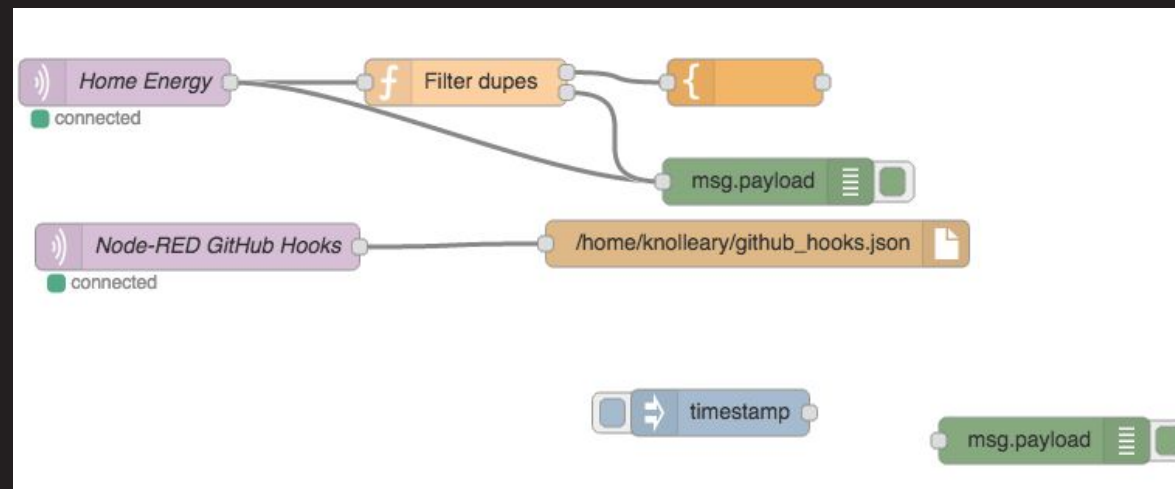 Home Energy
Filter dupes
connected
msg.payload
Node-RED GitHub Hooks
/home/knolleary/github_hooks.json
connected
timestamp
msg.payload